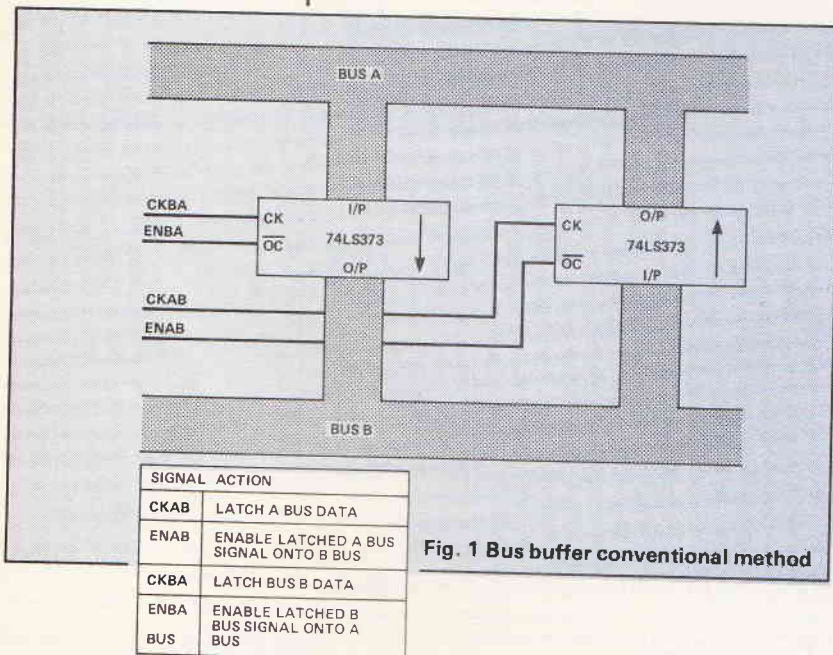 BUS A
CKBA
ENBA
CK
OC
I/P
74LS373
O/P
CKAB
ENAB
CK
OC
O/P
74LS373
I/P
BUS B
SIGNAL ACTION
CKAB LATCH A BUS DATA
ENAB ENABLE LATCHED A BUS
SIGNAL ONTO B BUS
CKBA LATCH BUS B DATA
ENBA ENABLE LATCHED B
BUS SIGNAL ONTO A
BUS BUS
Fig. 1 Bus buffer conventional method